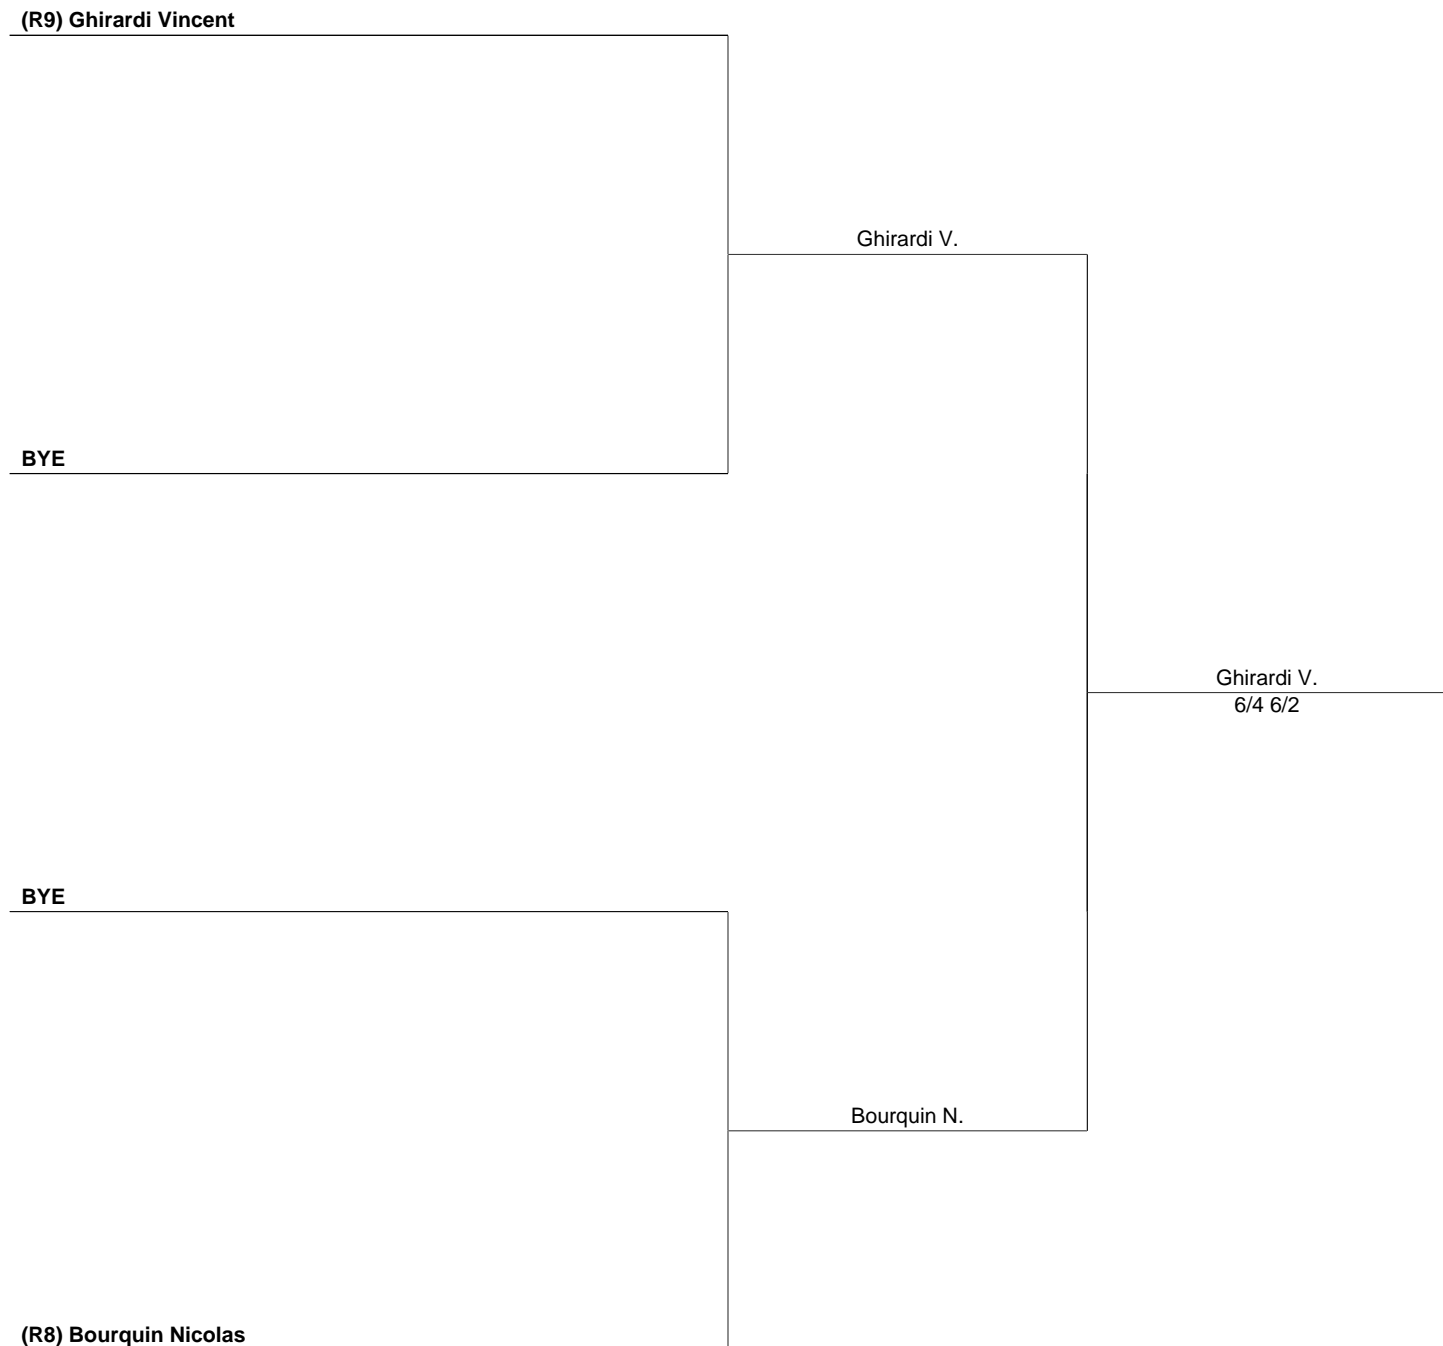 (R9) Ghirardi Vincent
Ghirardi V.
BYE
Ghirardi V.
6/4 6/2
BYE
Bourquin N.
(R8) Bourquin Nicolas